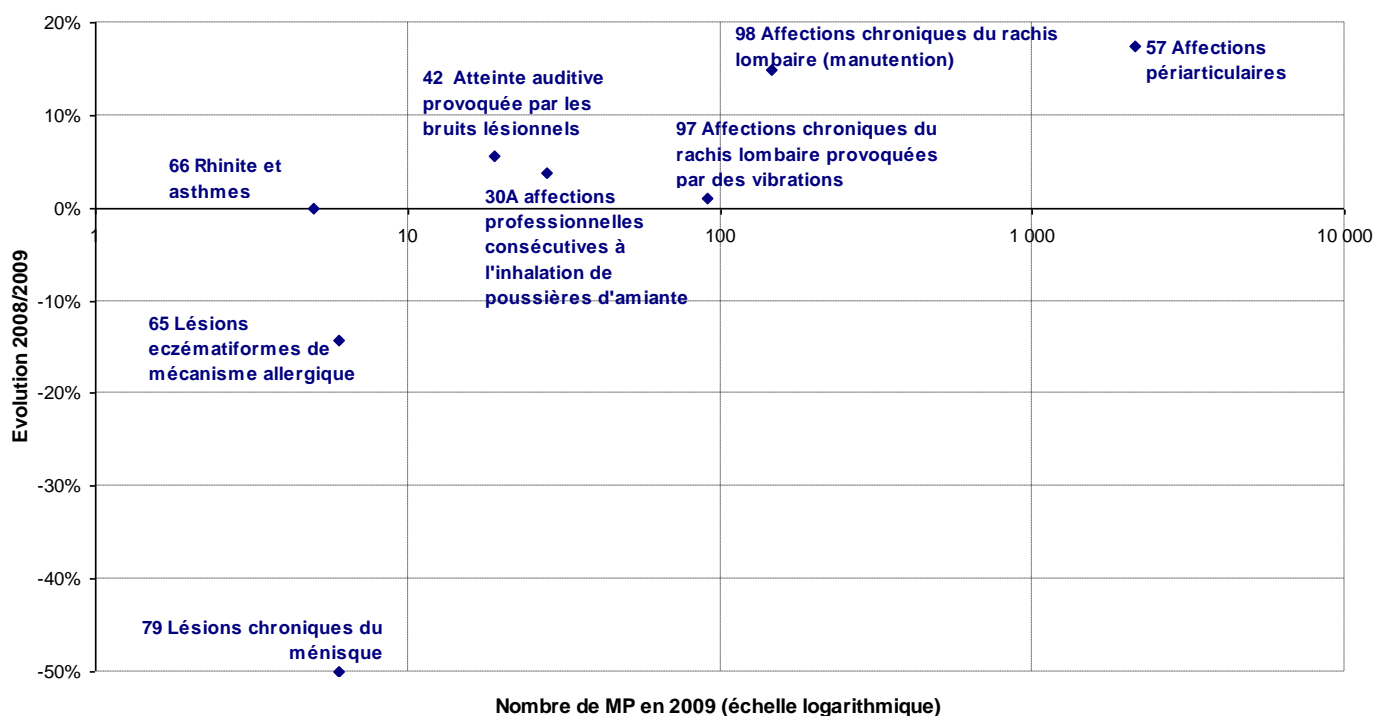 20%
10%
0%
-10%
-20%
-30%
-40%
-50%
Evolution 2008/2009
98 Affections chroniques du rachis
lombaire (manutention)
57 Affections
périarticulaires
42 Atteinte auditive
provoquée par les
bruits lésionnels
97 Affections chroniques du
rachis lombaire provoquées
par des vibrations
66 Rhinite et
asthmes
30A affections
professionnelles
consécutives à
l'inhalation de
poussières d'amiante
1
10
100
1 000
10 000
65 Lésions
eczématiformes de
mécanisme allergique
79 Lésions chroniques du
ménisque
Nombre de MP en 2009 (échelle logarithmique)